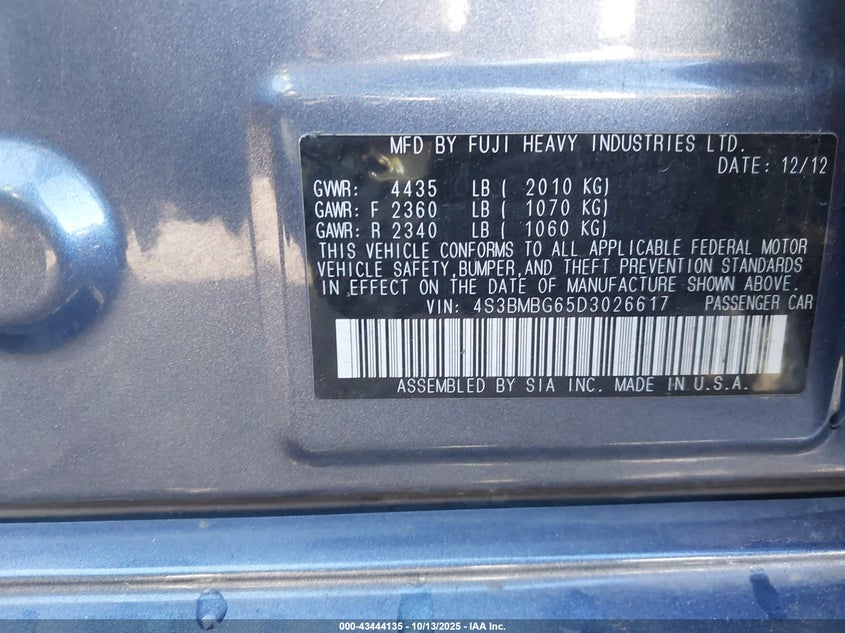 MFD BY FUJI HEAVY INDUSTRIES LTD.
DATE: 12/12
GVWR: 4435 LB ( 2010 KG)
GAWR: F 2360 LB ( 1070 KG)
GAWR: R 2340 LB ( 1060 KG)
THIS VEHICLE CONFORMS TO ALL APPLICABLE FEDERAL MOTOR
VEHICLE SAFETY,BUMPER,AND THEFT PREVENTION STANDARDS
IN EFFECT ON THE DATE OF MANUFACTURE SHOWN ABOVE.
VIN: 4S3BMBG65D3026617 PASSENGER CAR
ASSEMBLED BY SIA INC. MADE IN U.S.A.
000-43444135 - 10/13/2025 - IAA Inc.